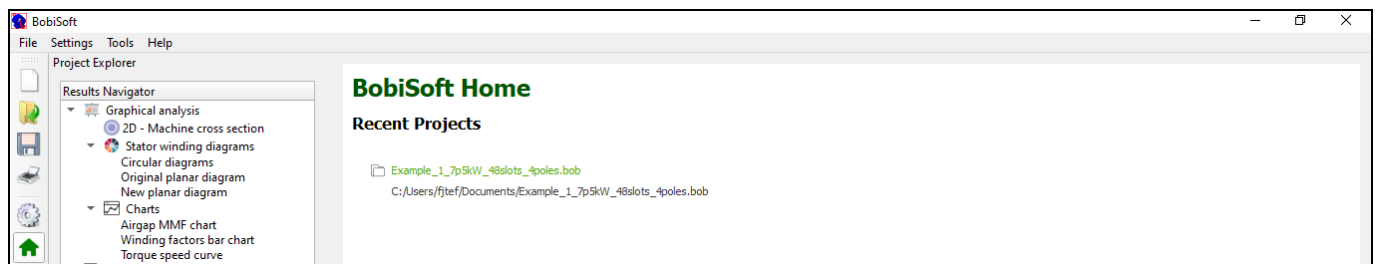 BobiSoft
File Settings Tools Help
Project Explorer
Results Navigator
Graphical analysis
2D - Machine cross section
Stator winding diagrams
Circular diagrams
Original planar diagram
New planar diagram
Charts
Airgap MMF chart
Winding factors bar chart
Torque speed curve
BobiSoft Home
Recent Projects
Example_1_7p5kW_48slots_4poles.bob
C:/Users/fjtef/Documents/Example_1_7p5kW_48slots_4poles.bob